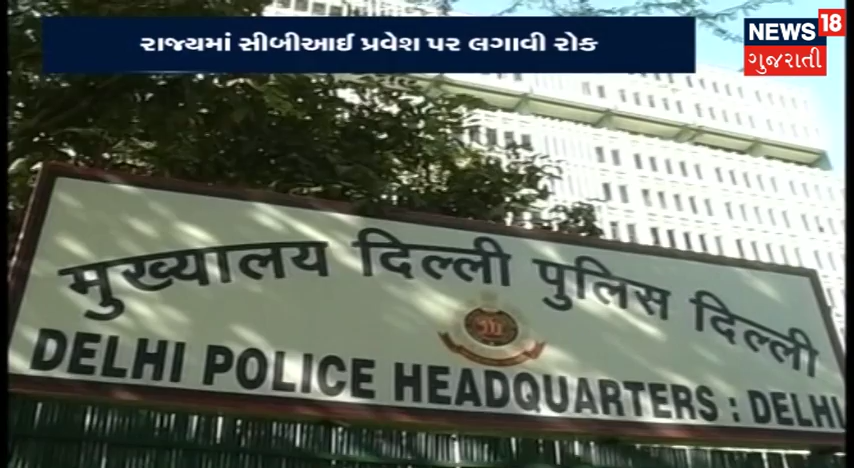 રાજ્યમાં સીબીઆઈ પ્રવેશ પર લગાવી રોક
NEWS 18
ગુજરાતી
मुख्यालय दिल्ली पुलिस दिल्ली
DELHI POLICE HEADQUARTERS : DELHI